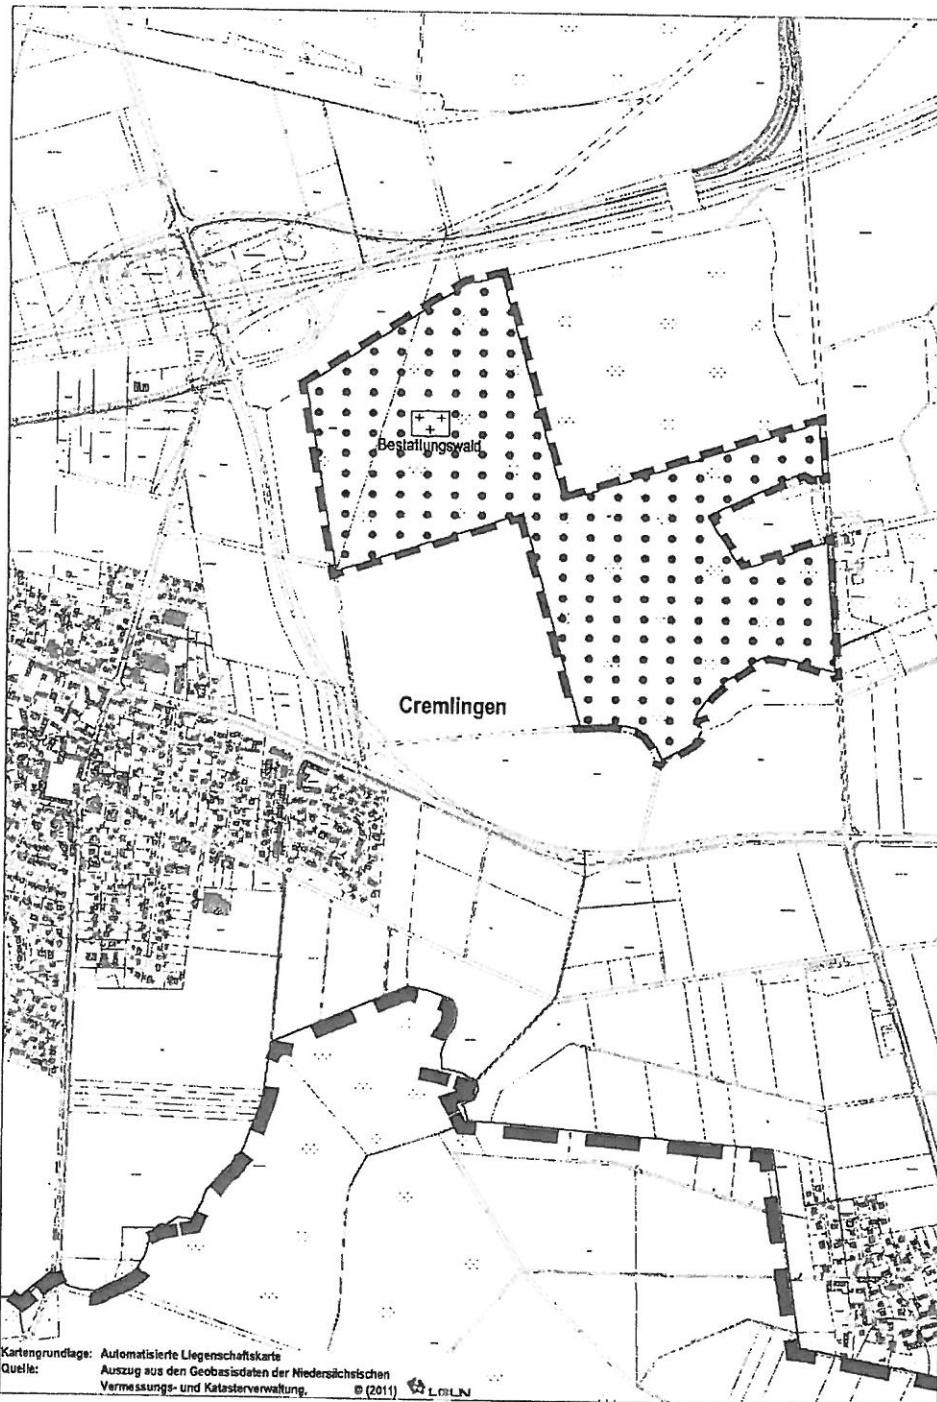 Bestattungswald
Cremlingen
Kartengrundlage: Automatisierte Liegenschaftskarte
Quelle: Auszug aus den Geobasisdaten der Niedersächsischen
Vermessungs- und Katasterverwaltung, © (2011) LGLN